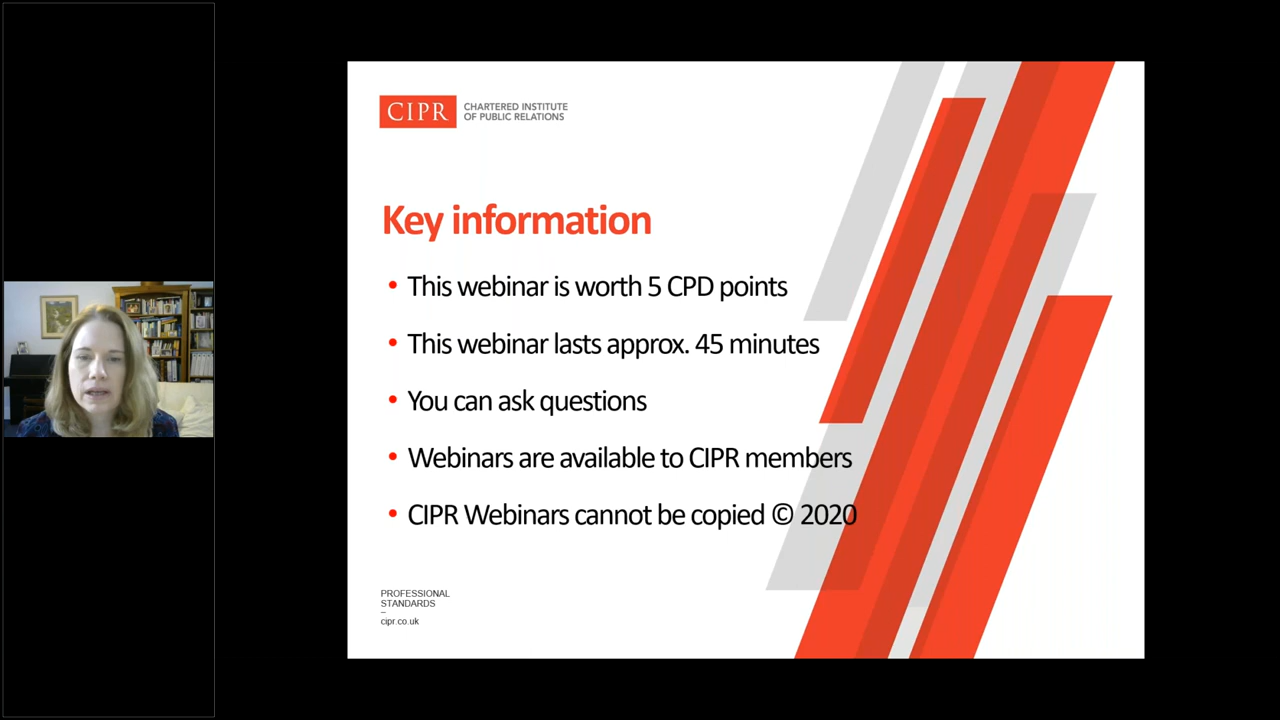 CIPR CHARTERED INSTITUTE
OF PUBLIC RELATIONS
Key information
• This webinar is worth 5 CPD points
• This webinar lasts approx. 45 minutes
• You can ask questions
• Webinars are available to CIPR members
• CIPR Webinars cannot be copied © 2020
PROFESSIONAL
STANDARDS
–
cipr.co.uk